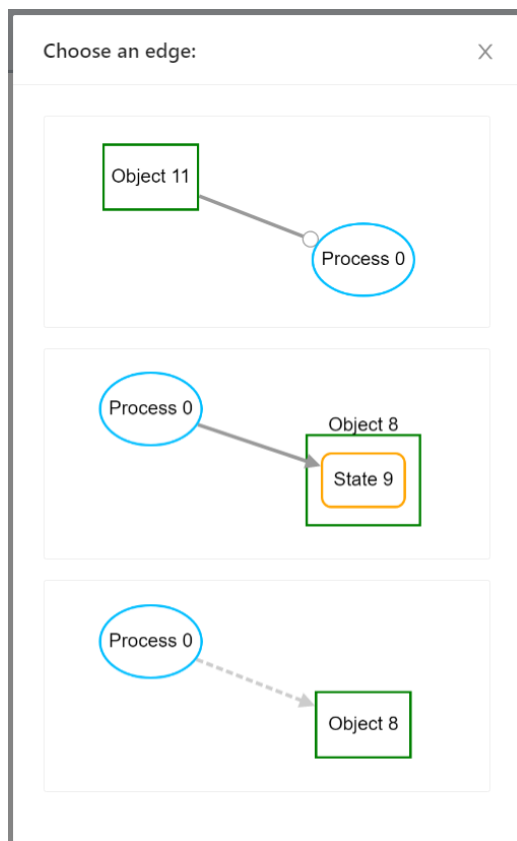 Choose an edge:
Object 11
Process 0
Process 0
Object 8
State 9
Process 0
Object 8